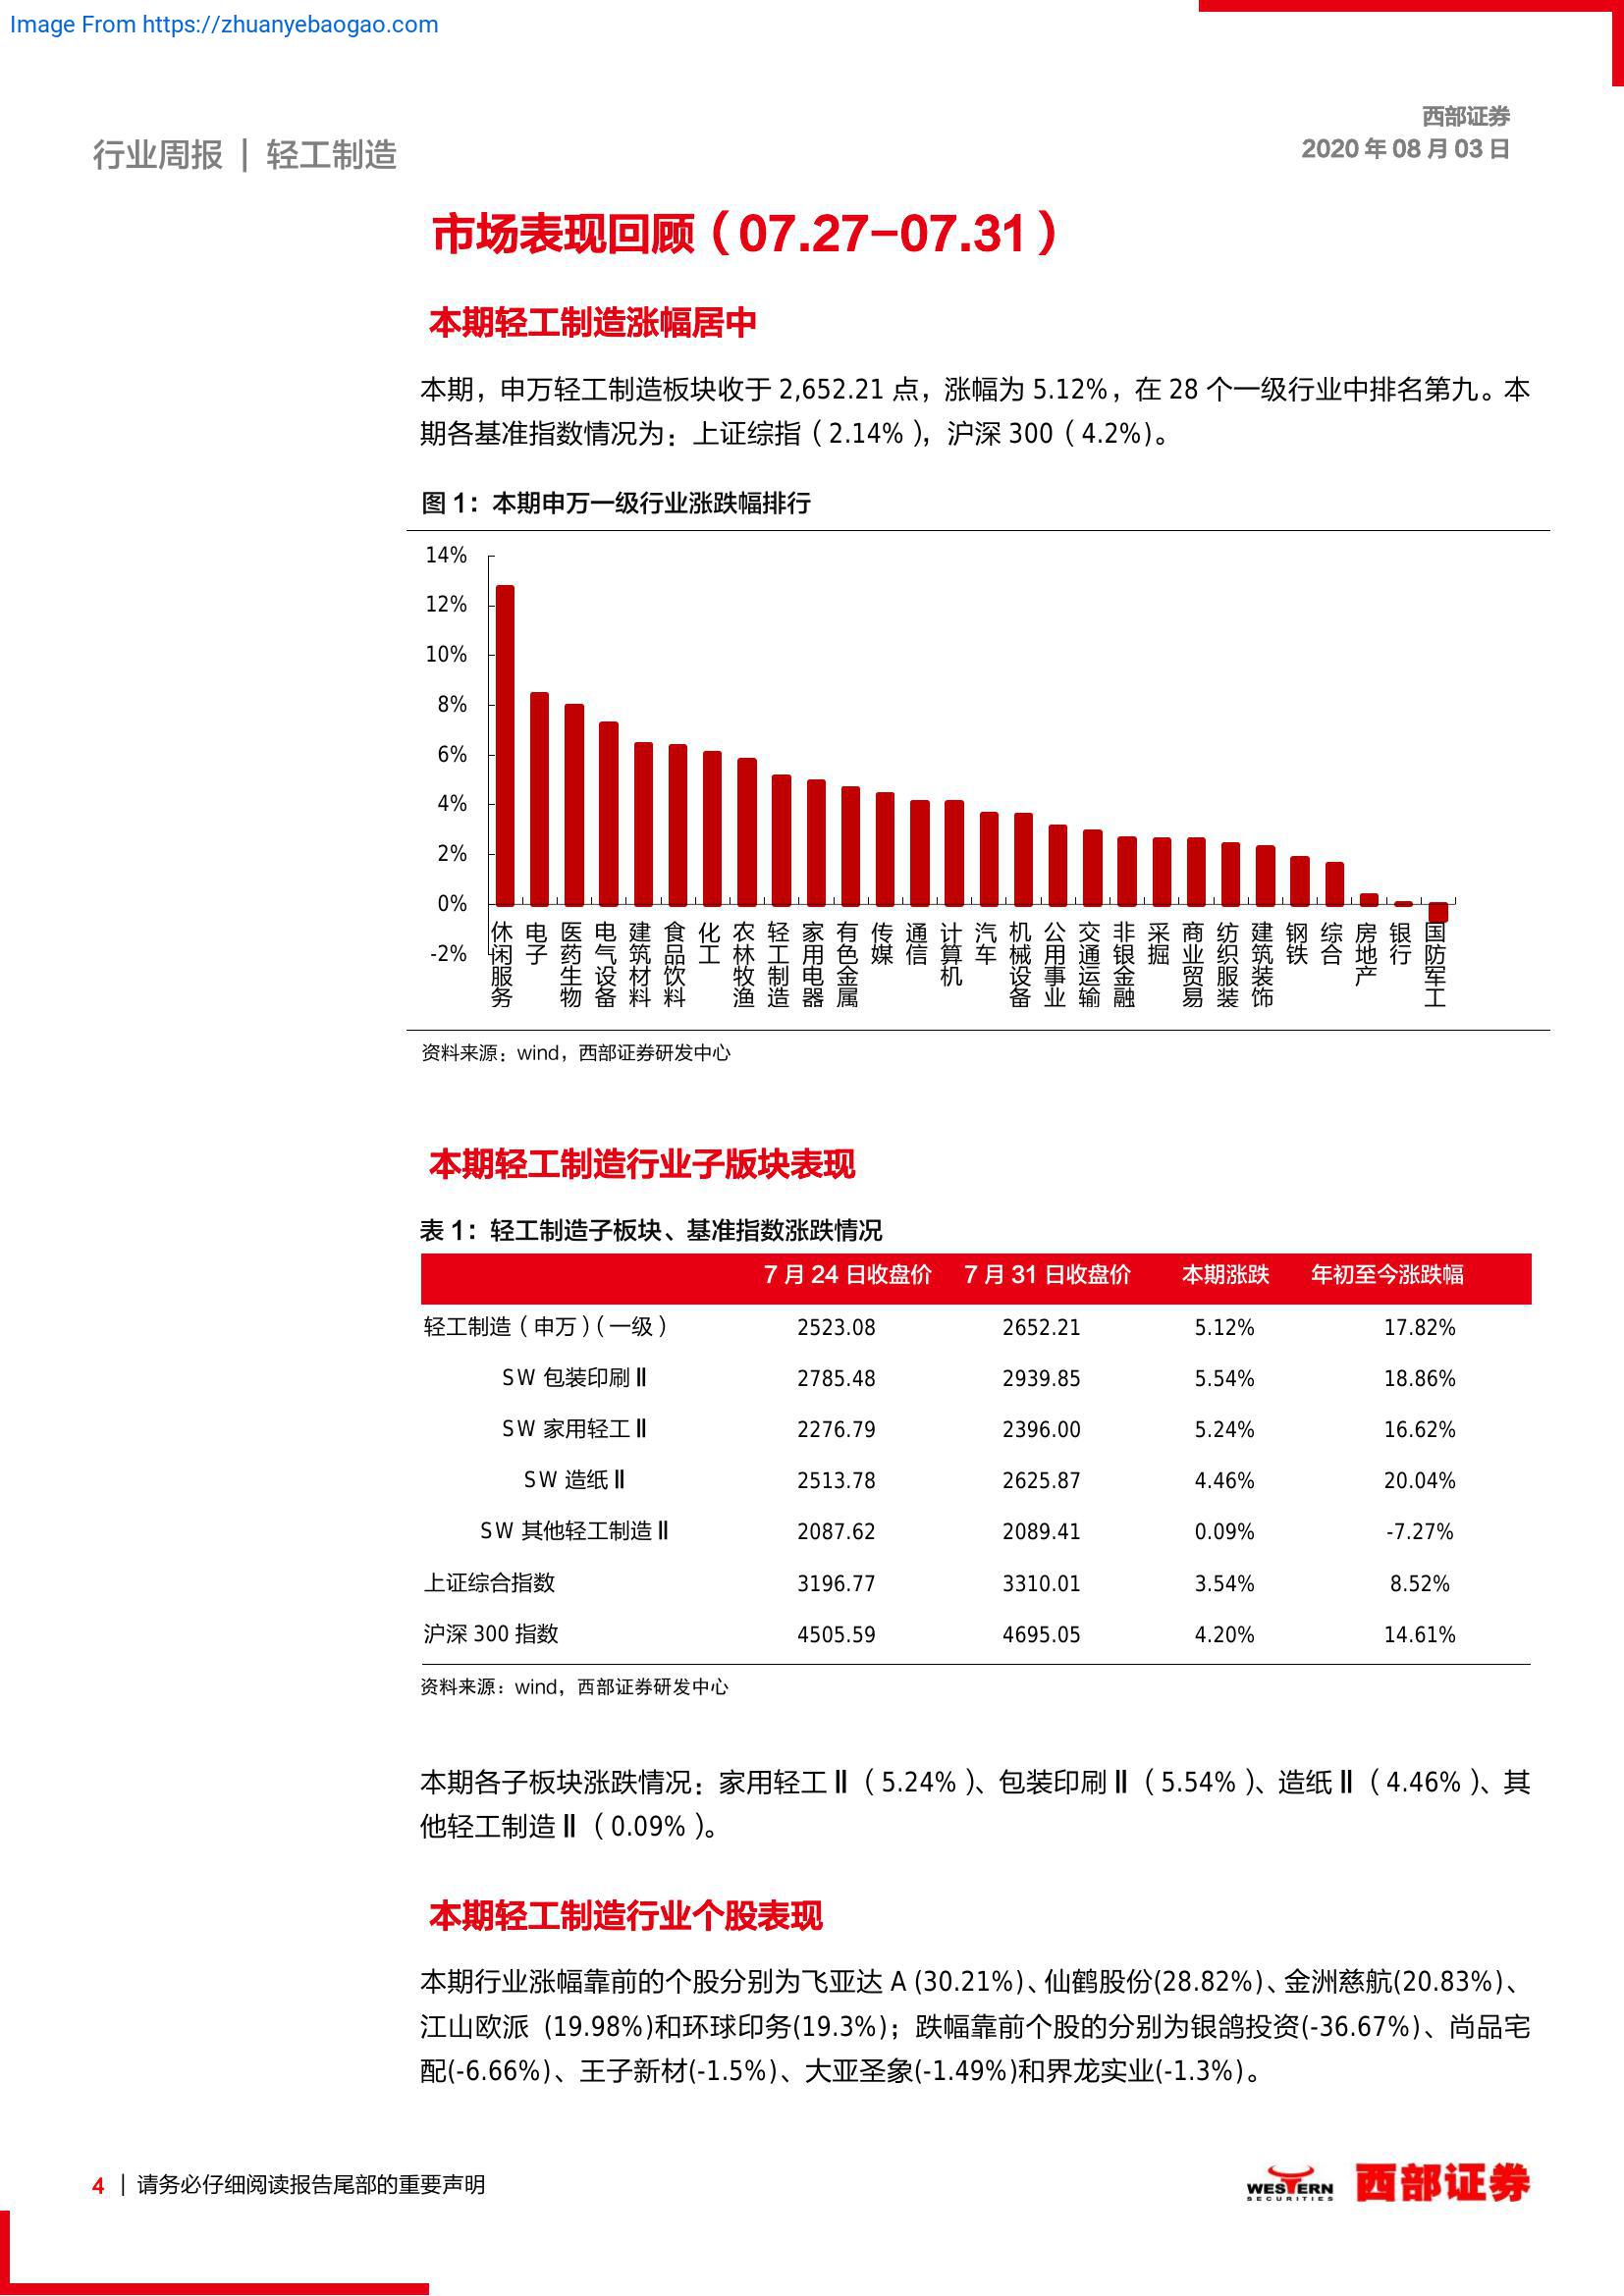 Image From https://zhuanyebaogao.com
西部证券
2020 年 08 月 03 日
行业周报 | 轻工制造
市场表现回顾（07.27-07.31）
本期轻工制造涨幅居中
本期，申万轻工制造板块收于 2,652.21 点，涨幅为 5.12%，在 28 个一级行业中排名第九。本
期各基准指数情况为：上证综指（2.14%），沪深 300（4.2%)。
图 1：本期申万一级行业涨跌幅排行
14%
12%
10%
8%
6%
4%
2%
0%
-2%
休闲服务
电子
医药生物
电气设备
建筑材料
食品饮料
化工
农林牧渔
轻工制造
家用电器
有色金属
传媒
通信
计算机
汽车
机械设备
公用事业
交通运输
非银金融
采掘
商业贸易
纺织服装
建筑装饰
钢铁
综合
房地产
银行
国防军工
资料来源：wind，西部证券研发中心
本期轻工制造行业子版块表现
表 1：轻工制造子板块、基准指数涨跌情况
7 月 24 日收盘价 7 月 31 日收盘价 本期涨跌 年初至今涨跌幅
轻工制造（申万）（一级） 2523.08 2652.21 5.12% 17.82%
SW 包装印刷Ⅱ 2785.48 2939.85 5.54% 18.86%
SW 家用轻工Ⅱ 2276.79 2396.00 5.24% 16.62%
SW 造纸Ⅱ 2513.78 2625.87 4.46% 20.04%
SW 其他轻工制造Ⅱ 2087.62 2089.41 0.09% -7.27%
上证综合指数 3196.77 3310.01 3.54% 8.52%
沪深 300 指数 4505.59 4695.05 4.20% 14.61%
资料来源：wind，西部证券研发中心
本期各子板块涨跌情况：家用轻工Ⅱ（5.24%）、包装印刷Ⅱ（5.54%）、造纸Ⅱ（4.46%）、其
他轻工制造Ⅱ（0.09%）。
本期轻工制造行业个股表现
本期行业涨幅靠前的个股分别为飞亚达 A (30.21%)、仙鹤股份(28.82%)、金洲慈航(20.83%)、
江山欧派 (19.98%)和环球印务(19.3%)；跌幅靠前个股的分别为银鸽投资(-36.67%)、尚品宅
配(-6.66%)、王子新材(-1.5%)、大亚圣象(-1.49%)和界龙实业(-1.3%)。
4 | 请务必仔细阅读报告尾部的重要声明
WESTERN
SECURITIES
西部证券